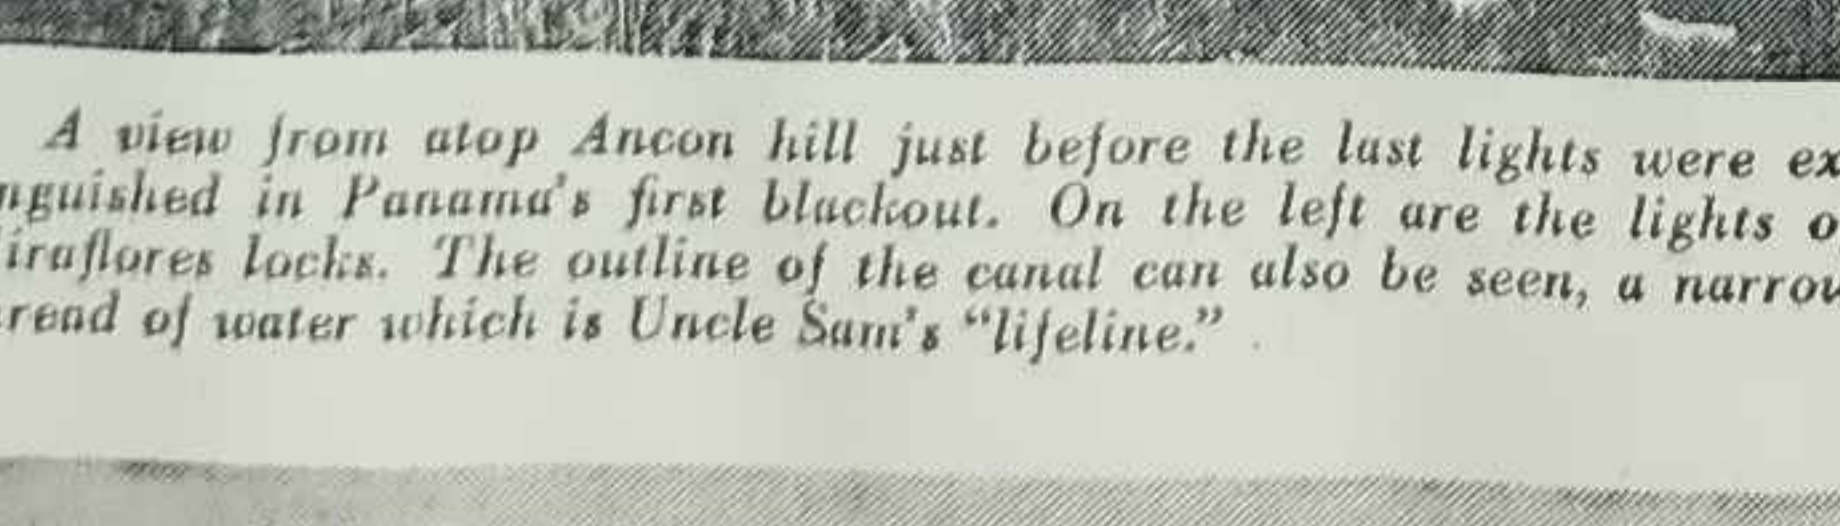 A view from atop Ancon hill just before the last lights were ex
nguished in Panama's first blackout. On the left are the lights o
iraflores locks. The outline of the canal can also be seen, a narrow
read of water which is Uncle Sam's "lifeline."